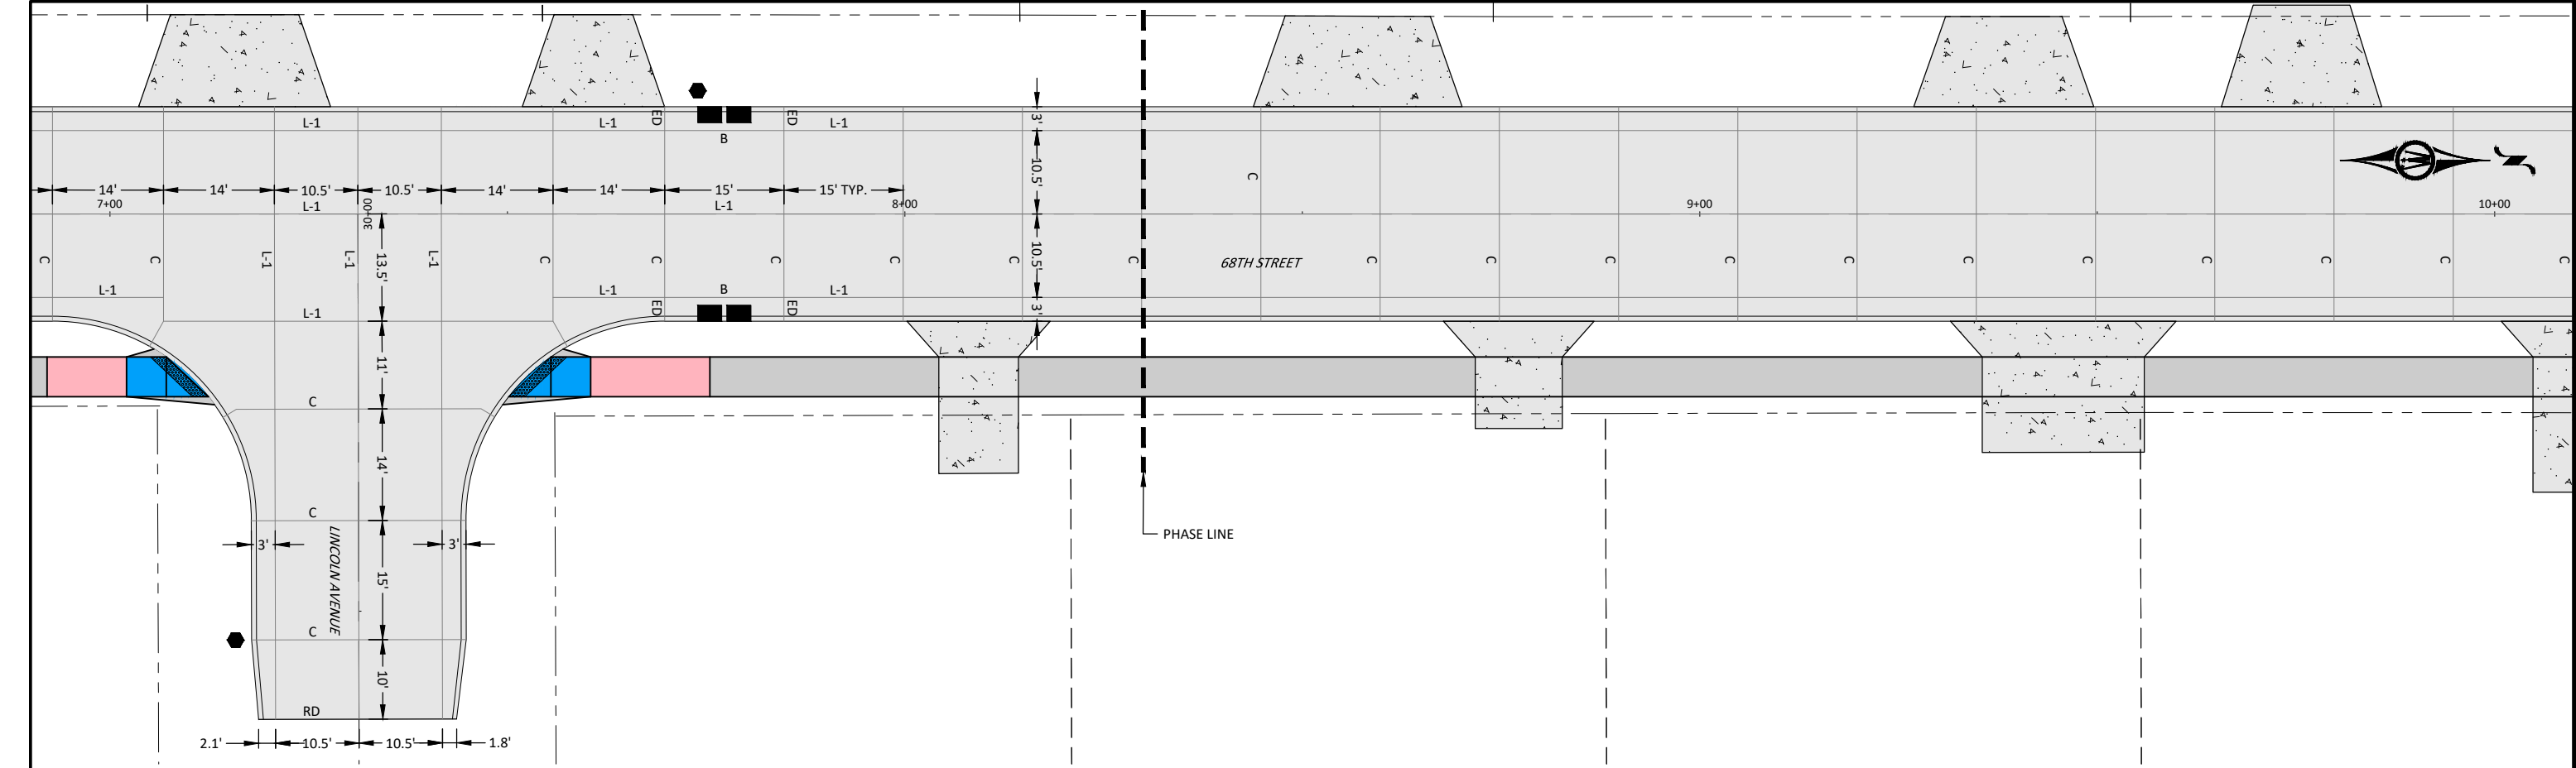 L-1
L-1
ED
B
ED
L-1
3'
10.5'
C
14'
14'
10.5'
10.5'
14'
14'
15'
15' TYP.
7+00
L-1
30+00
L-1
8+00
9+00
10+00
C
C
L-1
L-1
13.5'
L-1
C
C
C
C
C
10.5'
C
68TH STREET
C
C
C
C
C
C
C
C
C
C
C
L-1
L-1
ED
B
ED
L-1
3'
L-1
11'
C
14'
C
3'
LINCOLN AVENUE
3'
15'
PHASE LINE
C
10'
RD
2.1'
10.5'
10.5'
1.8'